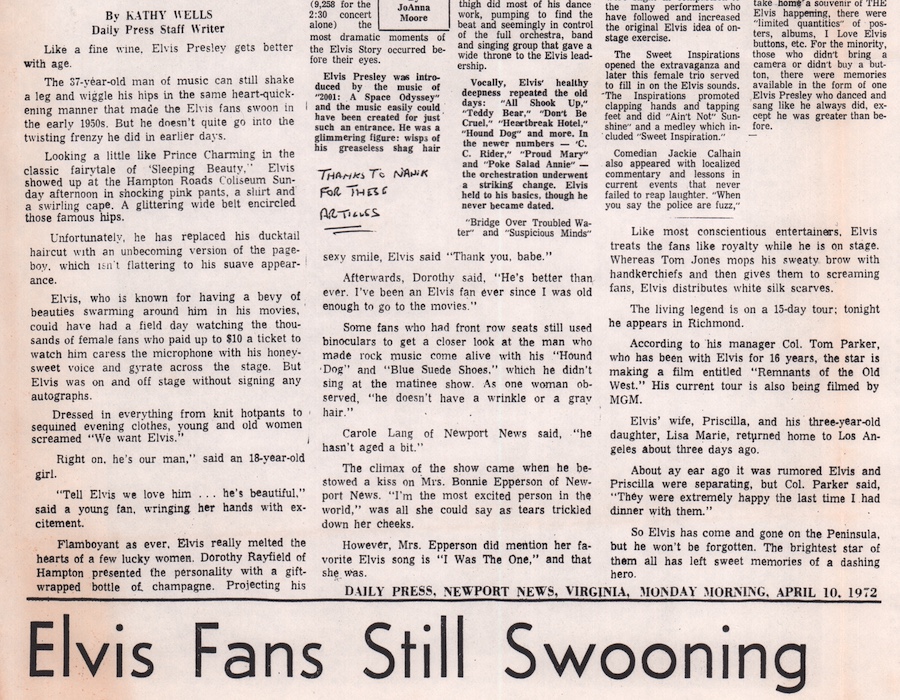 By KATHY WELLS
Daily Press Staff Writer
Like a fine wine, Elvis Presley gets better
with age.
The 37-year-old man of music can still shake
a leg and wiggle his hips in the same heart-quick-
ening manner that made the Elvis fans swoon in
the early 1950s. But he doesn't quite go into the
twisting frenzy he did in earlier days.
Looking a little like Prince Charming in the
classic fairytale of 'Sleeping Beauty," Elvis
showed up at the Hampton Roads Coliseum Sun-
day afternoon in shocking pink pants, a shirt and
a swirling cape. A glittering wide belt encircled
those famous hips.
Unfortunately, he has replaced his ducktail
haircut with an unbecoming version of the page-
boy, which isn't flattering to his suave appear-
ance.
Elvis, who is known for having a bevy of
beauties swarming around him in his movies,
could have had a field day watching the thou-
sands of female fans who paid up to $10 a ticket to
watch him caress the microphone with his honey-
sweet voice and gyrate across the stage. But
Elvis was on and off stage without signing any
autographs.
Dressed in everything from knit hotpants to
sequined evening clothes, young and old women
screamed "We want Elvis."
Right on, he's our man," said an 18-year-old
girl.
"Tell Elvis we love him ... he's beautiful,"
said a young fan, wringer her hands with ex-
citement.
Flamboyant as ever, Elvis really melted the
hearts of a few lucky women. Dorothy Rayfield of
Hampton presented the personality with a gift-
wrapped bottle of champagne. Projecting his
(9,258 for the
2:30 concert
alone) the
JoAnna
Moore
most dramatic moments of
the Elvis Story occurred be-
fore their eyes.
Elvis Presley was intro-
duced by the music of
"2001: A Space Odyssey"
and the music easily could
have been created for just
such an entrance. He was a
glimmering figure: wisps of
his greaseless shag hair
THANKS TO NANK
FOR THESE
ARTICLES
thigh did most of his dance
work, pumping to find the
beat and seemingly in control
of the full orchestra, band
and singing group that gave a
wide throne to the Elvis lead-
ership.
Vocally, Elvis' healthy
deepness repeated the old
days: "All Shook Up,"
"Teddy Bear," "Don't Be
Cruel," "Heartbreak Hotel,"
"Hound Dog" and more. In
the newer numbers — 'C.
C. Rider," "Proud Mary"
and "Poke Salad Annie" —
the orchestration underwent
a striking change. Elvis
held to his basics, though he
never became dated.
"Bridge Over Troubled Wa-
ter" and "Suspicious Minds"
the many performers who
have followed and increased
the original Elvis idea of on-
stage exercise.
The Sweet Inspirations
opened the extravaganza and
later this female trio served
to fill in on the Elvis sounds.
The Inspirations promoted
clapping hands and tapping
feet and did "Ain't Not" Sun-
shine" and a medley which in-
cluded "Sweet Inspiration."
Comedian Jackie Calhain
also appeared with localized
commentary and lessons in
current events that never
failed to reap laughter. "When
you say the police are fuzz,"
take home a souvenir of THE
Elvis happening, there were
"limited quantities" of pos-
ters, albums, I Love Elvis
buttons, etc. For the minority,
those who didn't bring a
camera or didn't buy a but-
ton, there were memories
available in the form of one
Elvis Presley who danced and
sang like he always did, ex-
cept he was greater than be-
fore.
sexy smile, Elvis said "Thank you, babe."
Afterwards, Dorothy said, "He's better than
ever. I've been an Elvis fan ever since I was old
enough to go to the movies."
Some fans who had front row seats still used
binoculars to get a closer look at the man who
made rock music come alive with his "Hound
Dog" and "Blue Suede Shoes," which he didn't
sing at the matinee show. As one woman ob-
served, "he doesn't have a wrinkle or a gray
hair."
Carole Lang of Newport News said, "he
hasn't aged a bit."
The climax of the show came when he be-
stowed a kiss on Mrs. Bonnie Epperson of New-
port News. "I'm the most excited person in the
world," was all she could say as tears trickled
down her cheeks.
However, Mrs. Epperson did mention her fa-
vorite Elvis song is "I Was The One," and that
she was.
Like most conscientious entertainers, Elvis
treats the fans like royalty while he is on stage.
Whereas Tom Jones mops his sweaty brow with
handkerchiefs and then gives them to screaming
fans, Elvis distributes white silk scarves.
The living legend is on a 15-day tour; tonight
he appears in Richmond.
According to his manager Col. Tom Parker,
who has been with Elvis for 16 years, the star is
making a film entitled "Remnants of the Old
West." His current tour is also being filmed by
MGM.
Elvis' wife, Priscilla, and his three-year-old
daughter, Lisa Marie, returned home to Los An-
geles about three days ago.
About ay ear ago it was rumored Elvis and
Priscilla were separating, but Col. Parker said,
"They were extremely happy the last time I had
dinner with them."
So Elvis has come and gone on the Peninsula,
but he won't be forgotten. The brightest star of
them all has left sweet memories of a dashing
hero.
DAILY PRESS, NEWPORT NEWS, VIRGINIA, MONDAY MORNING, APRIL 10, 1972
Elvis Fans Still Swooning